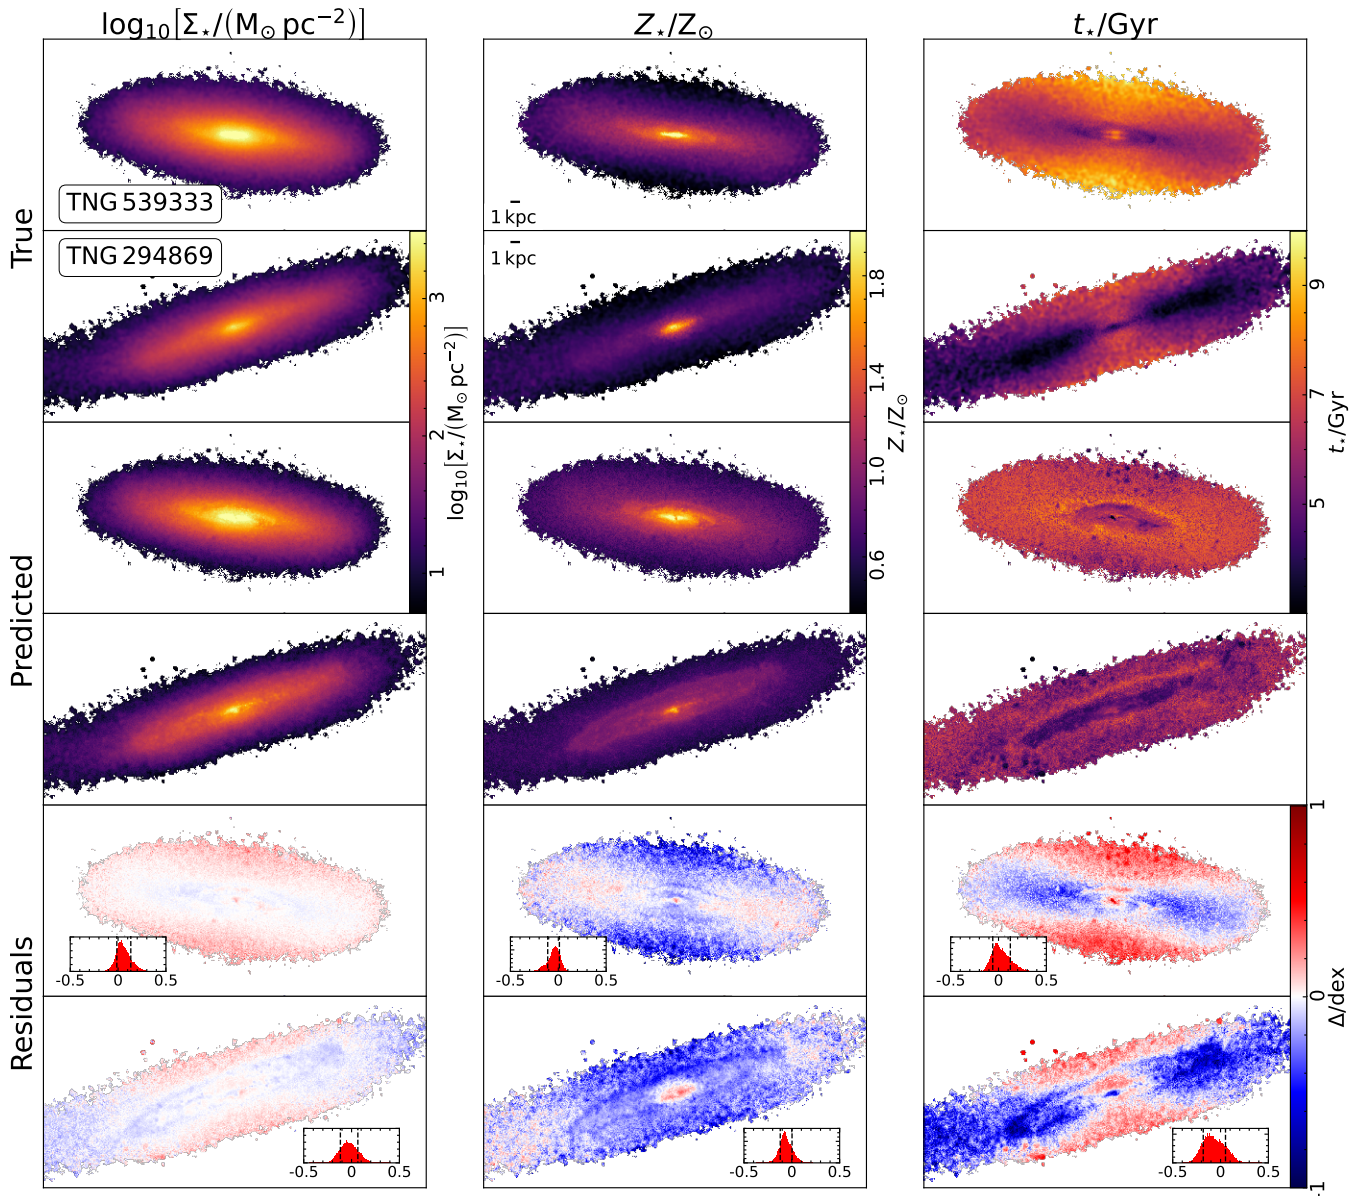 log₁₀[Σ⋆/(M⊙ pc⁻²)]
Z⋆/Z⊙
t⋆/Gyr
True
TNG 539333
1 kpc
TNG 294869
1 kpc
3
2
1
log₁₀[Σ⋆/(M⊙ pc⁻²)]
1.8
1.4
1.0
0.6
Z⋆/Z⊙
9
7
5
t⋆/Gyr
Predicted
Residuals
-0.5 0 0.5
-0.5 0 0.5
-0.5 0 0.5
-0.5 0 0.5
-0.5 0 0.5
-0.5 0 0.5
1
0
-1
Δ/dex